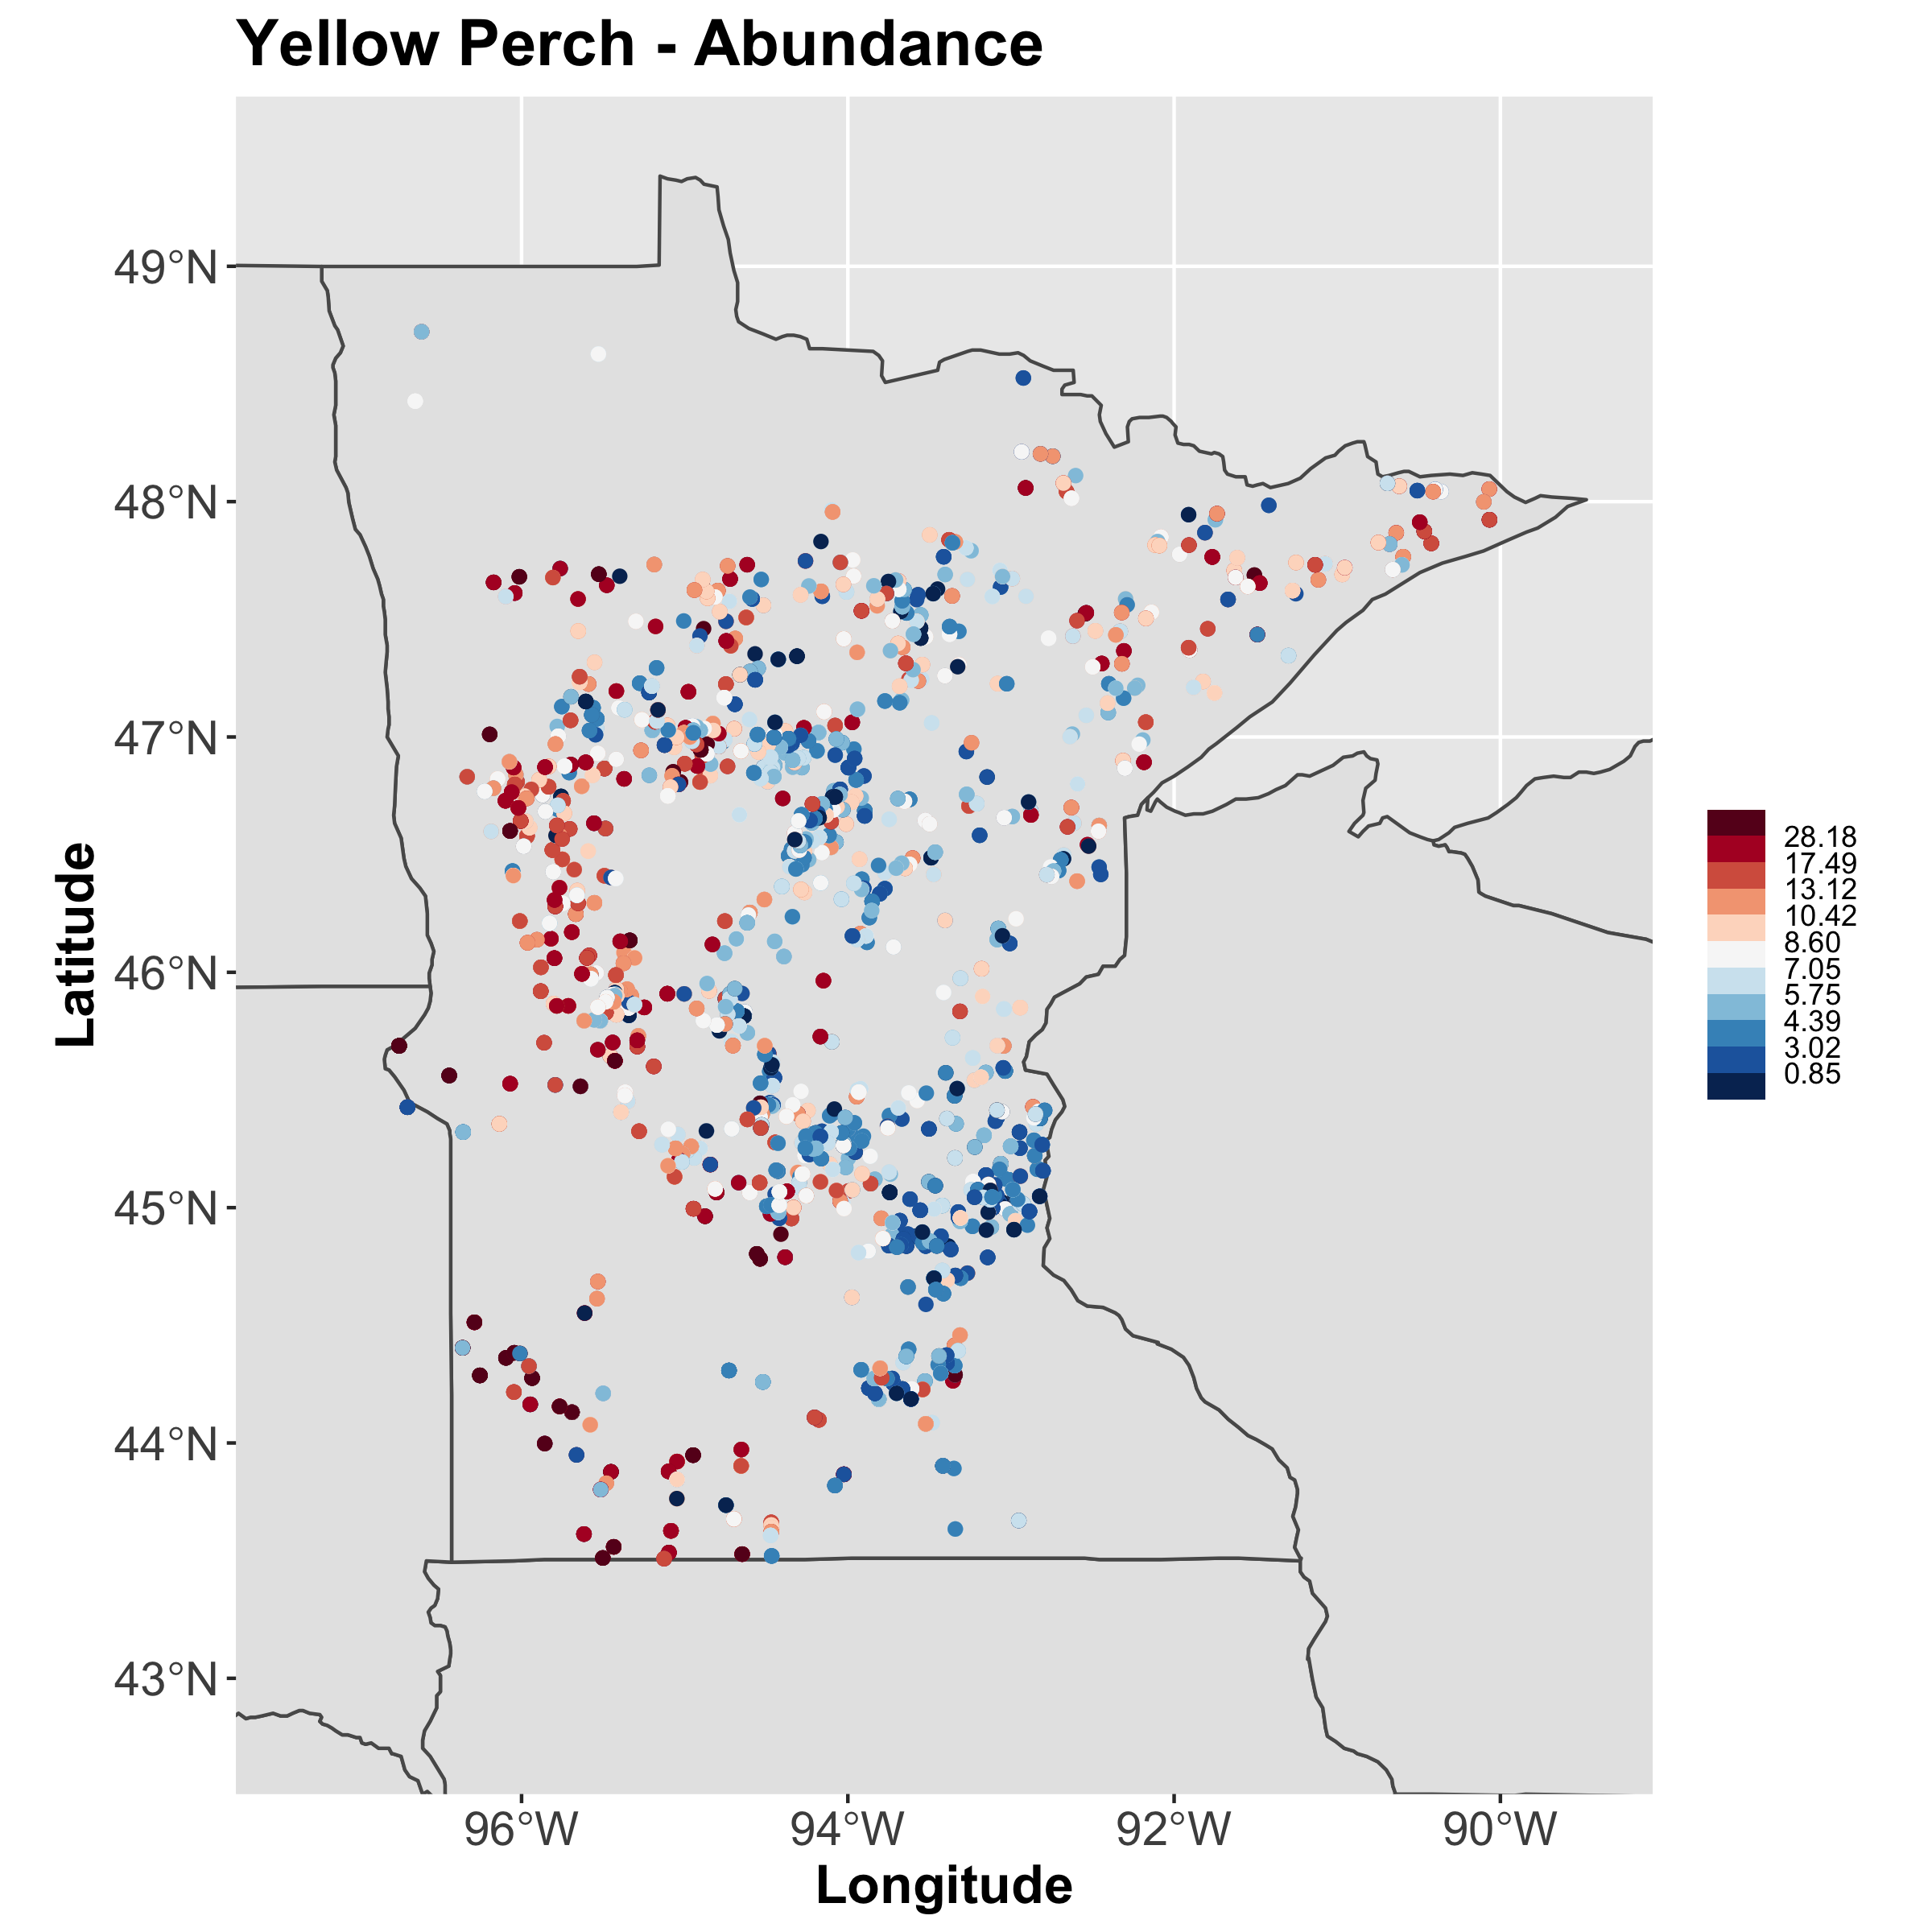 Yellow Perch - Abundance
49°N
48°N
47°N
46°N
45°N
44°N
43°N
Latitude
96°W 94°W 92°W 90°W
Longitude
28.18
17.49
13.12
10.42
8.60
7.05
5.75
4.39
3.02
0.85